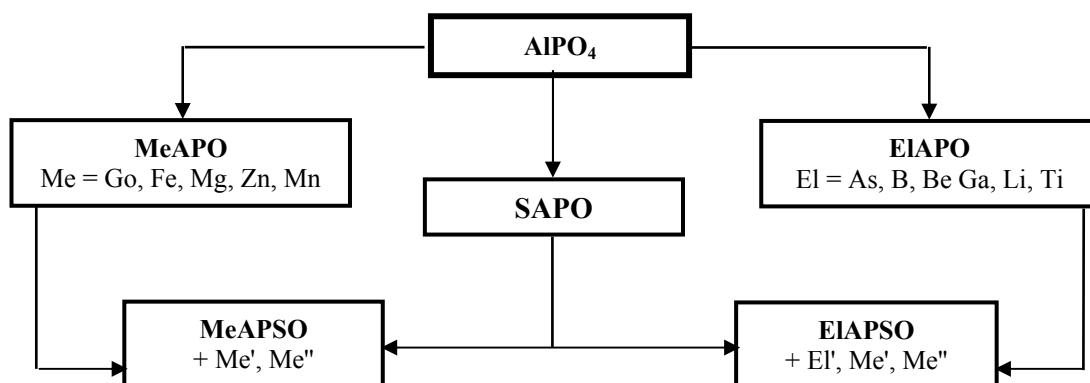 AlPO₄
MeAPO
Me = Go, Fe, Mg, Zn, Mn
ElAPO
El = As, B, Be Ga, Li, Ti
SAPO
MeAPSO
+ Me', Me"
ElAPSO
+ El', Me', Me"